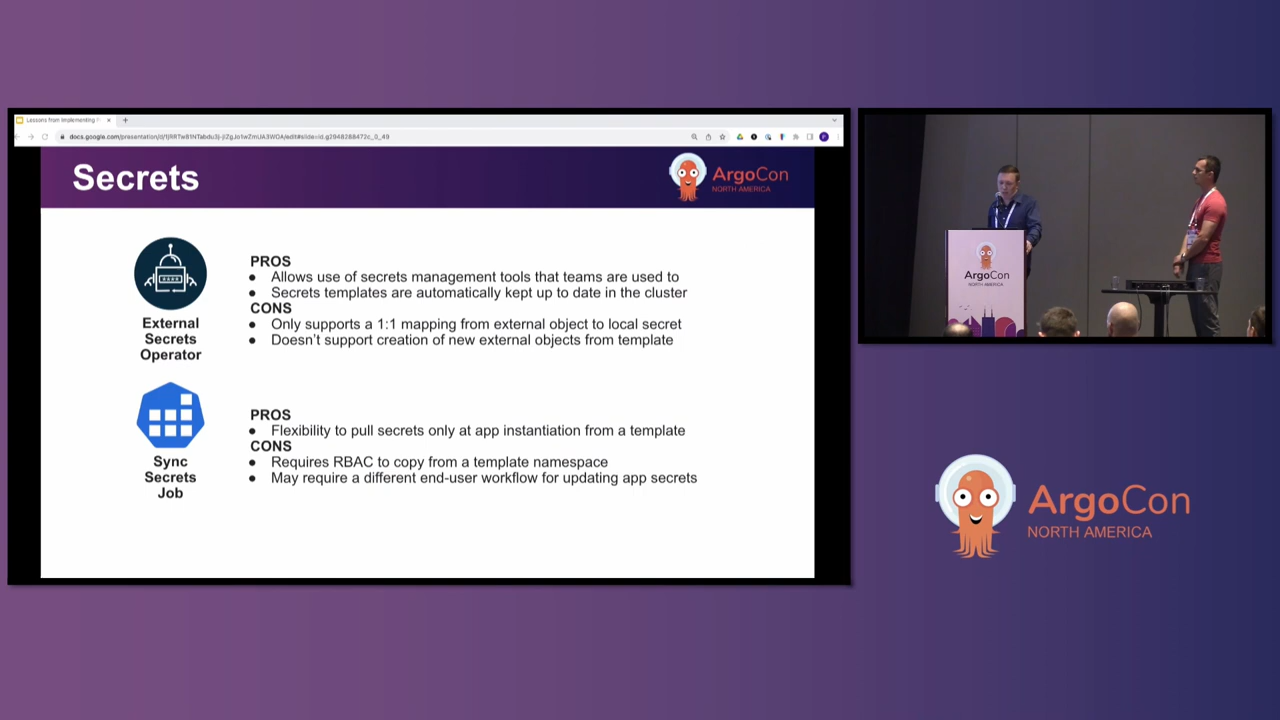 Lessons from Implementing
Secrets
ArgoCon
NORTH AMERICA
External
Secrets
Operator
PROS
● Allows use of secrets management tools that teams are used to
● Secrets templates are automatically kept up to date in the cluster
CONS
● Only supports a 1:1 mapping from external object to local secret
● Doesn't support creation of new external objects from template
Sync
Secrets
Job
PROS
● Flexibility to pull secrets only at app instantiation from a template
CONS
● Requires RBAC to copy from a template namespace
● May require a different end-user workflow for updating app secrets
ArgoCon
NORTH AMERICA
ArgoCon
NORTH AMERICA